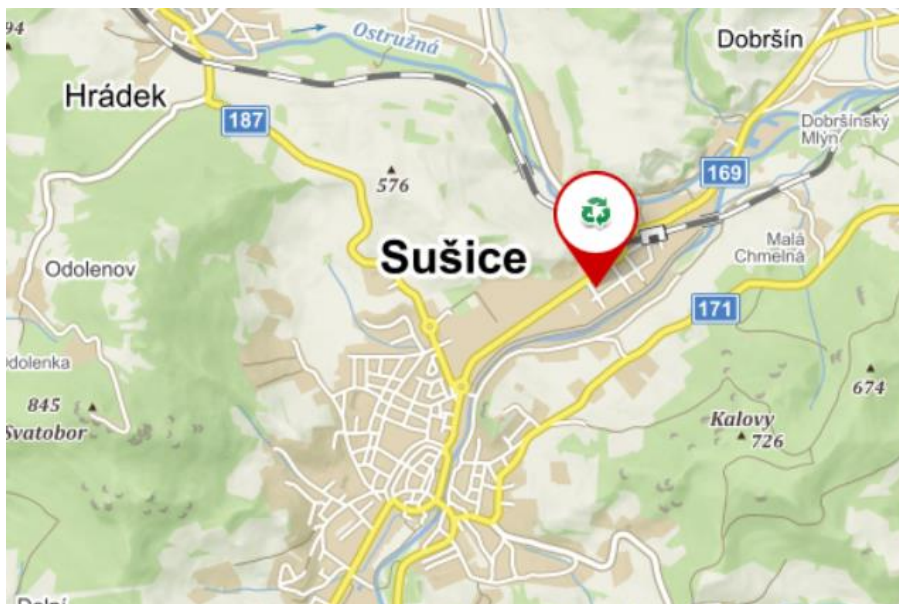 94
Ostružná
Dobršín
Hrádek
187
Dobršínský
Mlýn
169
576
Sušice
Malá
Chmelná
Odolenov
171
Odolenka
674
845
Svatobor
Kalovy
726